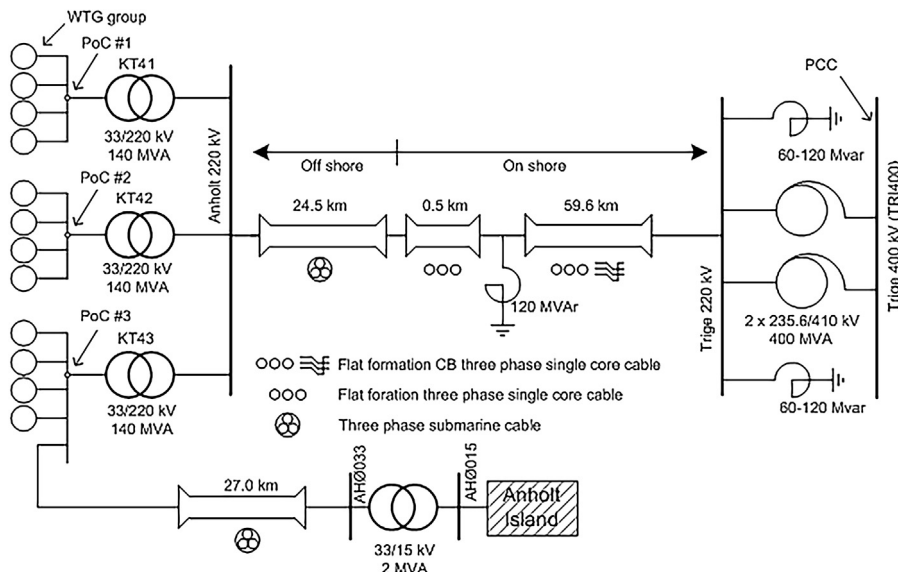 WTG group
PoC #1
KT41
33/220 kV
140 MVA
PoC #2
KT42
33/220 kV
140 MVA
PoC #3
KT43
33/220 kV
140 MVA
Anholt 220 kV
Off shore
On shore
24.5 km
0.5 km
59.6 km
120 MVAr
Flat formation CB three phase single core cable
Flat foration three phase single core cable
Three phase submarine cable
27.0 km
AHØ033
33/15 kV
2 MVA
AHØ015
Anholt
Island
Trige 220 kV
60-120 Mvar
2 x 235.6/410 kV
400 MVA
60-120 Mvar
PCC
Trige 400 kV (TRI400)